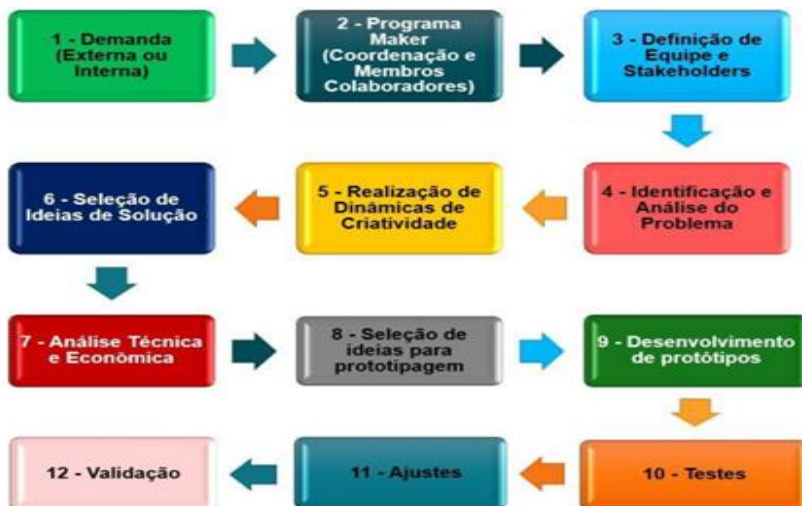 1 - Demanda
(Externa ou
Interna)
2 - Programa
Maker
(Coordenação e
Membros
Colaboradores)
3 - Definição de
Equipe e
Stakeholders
4 - Identificação e
Análise do
Problema
5 - Realização de
Dinâmicas de
Criatividade
6 - Seleção de
Ideias de Solução
7 - Análise Técnica
e Econômica
8 - Seleção de
ideias para
prototipagem
9 - Desenvolvimento
de protótipos
10 - Testes
11 - Ajustes
12 - Validação